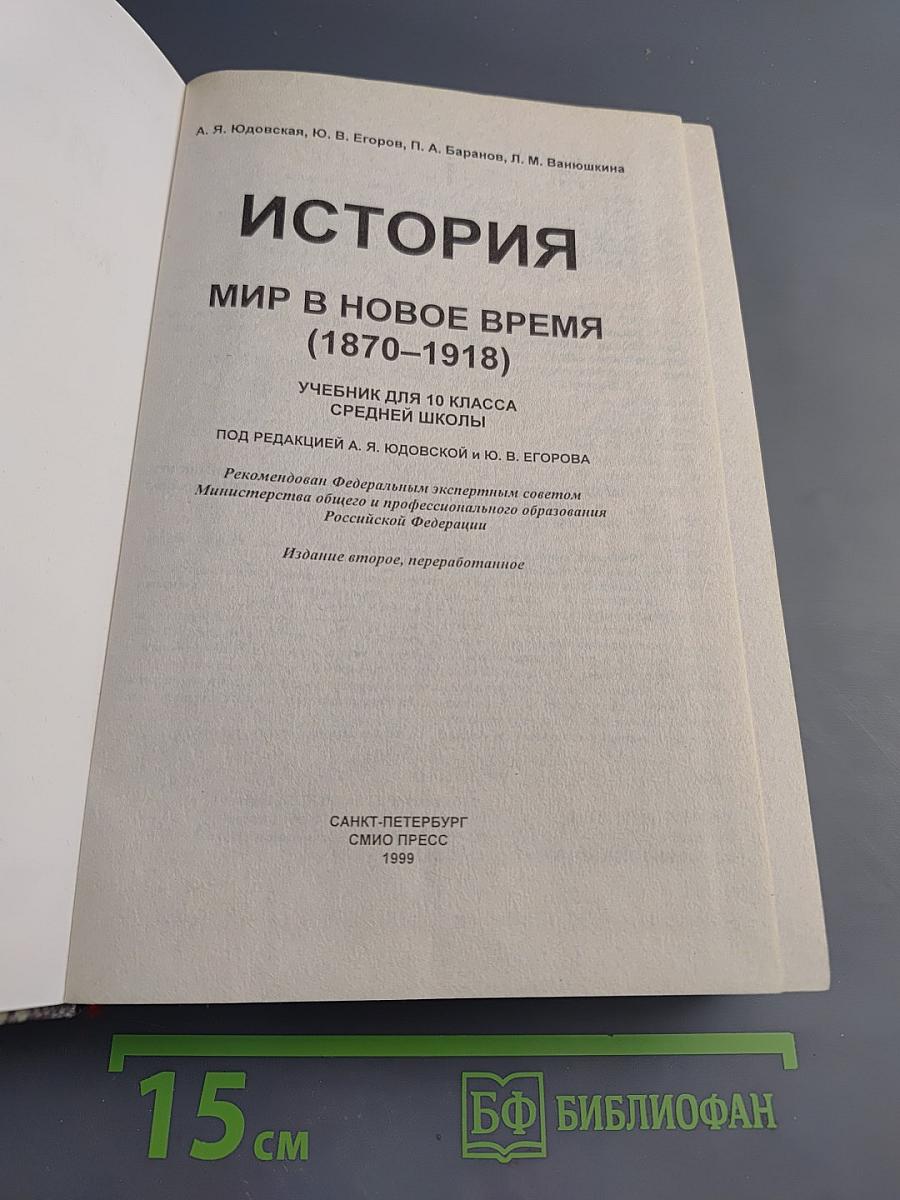 А. Я. Юдовская, Ю. В. Егоров, П. А. Баранов, Л. М. Ванюшкина
ИСТОРИЯ
МИР В НОВОЕ ВРЕМЯ
(1870–1918)
УЧЕБНИК ДЛЯ 10 КЛАССА
СРЕДНЕЙ ШКОЛЫ
ПОД РЕДАКЦИЕЙ А. Я. ЮДОВСКОЙ и Ю. В. ЕГОРОВА
Рекомендован Федеральным экспертным советом
Министерства общего и профессионального образования
Российской Федерации
Издание второе, переработанное
САНКТ-ПЕТЕРБУРГ
СМИО ПРЕСС
1999
15 см
БФ БИБЛИОФАН